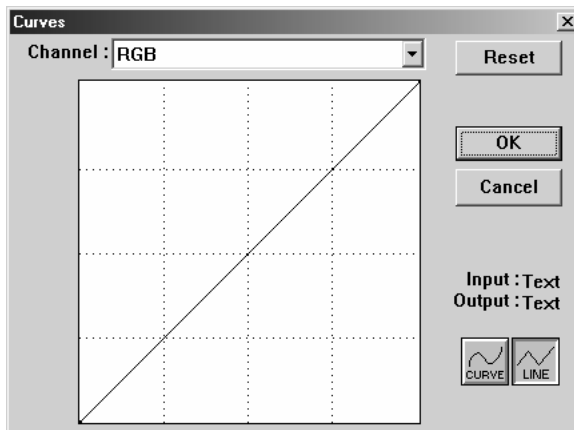 Curves
Channel : RGB
Reset
OK
Cancel
Input : Text
Output : Text
CURVE LINE